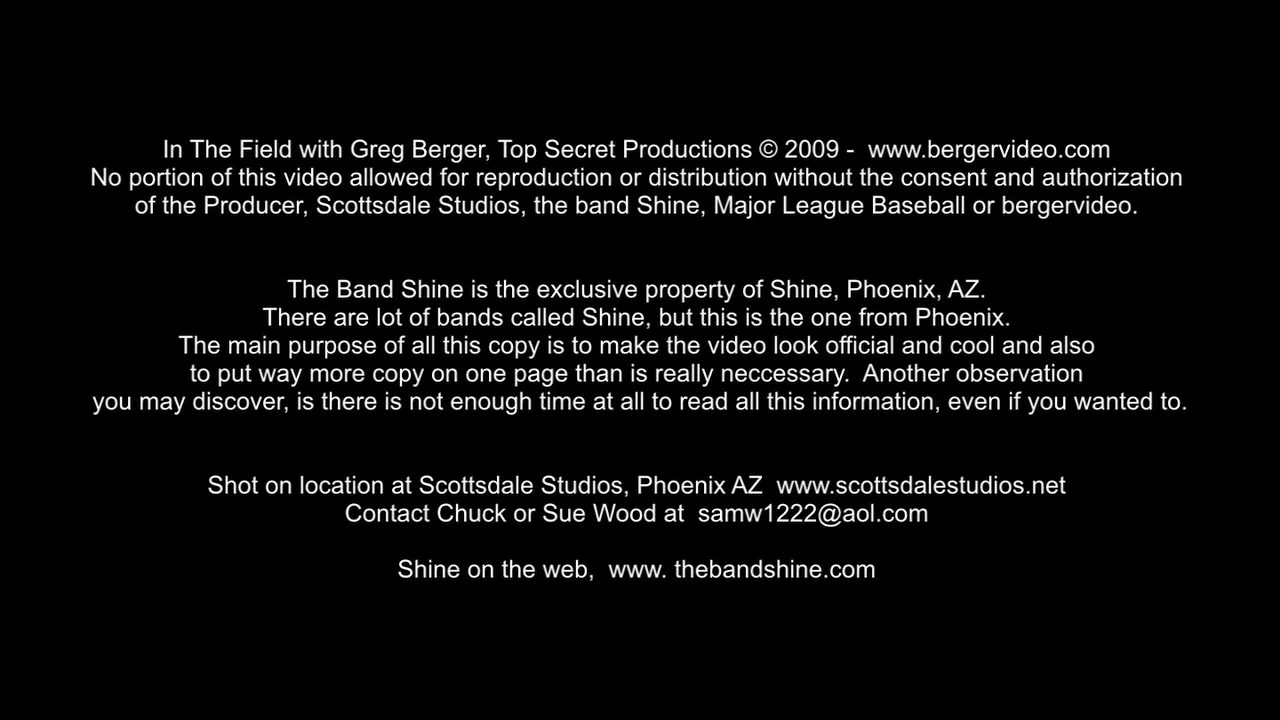 In The Field with Greg Berger, Top Secret Productions © 2009 -  www.bergervideo.com
No portion of this video allowed for reproduction or distribution without the consent and authorization
of the Producer, Scottsdale Studios, the band Shine, Major League Baseball or bergervideo.
The Band Shine is the exclusive property of Shine, Phoenix, AZ.
There are lot of bands called Shine, but this is the one from Phoenix.
The main purpose of all this copy is to make the video look official and cool and also
to put way more copy on one page than is really neccessary.  Another observation
you may discover, is there is not enough time at all to read all this information, even if you wanted to.
Shot on location at Scottsdale Studios, Phoenix AZ  www.scottsdalestudios.net
Contact Chuck or Sue Wood at  samw1222@aol.com
Shine on the web,  www. thebandshine.com